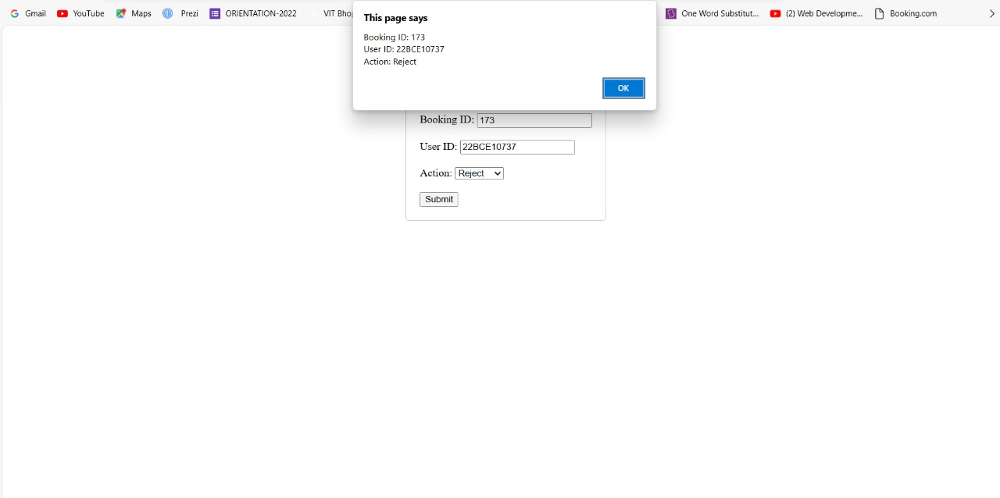 Gmail YouTube Maps Prezi ORIENTATION-2022 VIT Bhop One Word Substitut... (2) Web Developme... Booking.com
This page says
Booking ID: 173
User ID: 22BCE10737
Action: Reject
OK
Booking ID: 173
User ID: 22BCE10737
Action: Reject
Submit